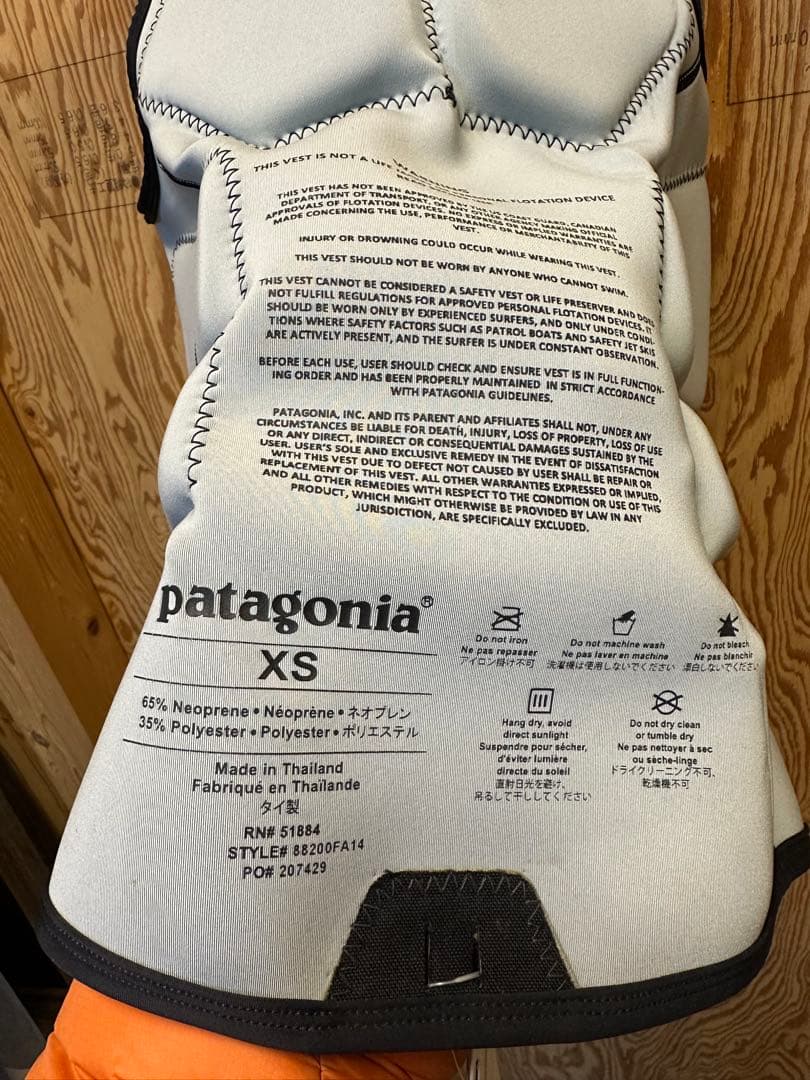 WARNING
THIS VEST IS NOT A LIFE
PERSONAL FLOTATION DEVICE
THIS VEST HAS NOT BEEN APPROVED BY THE US COAST GUARD, CANADIAN
DEPARTMENT OF TRANSPORT, OR ANY OTHER AGENCY MAKING OFFICIAL
APPROVALS OF FLOTATION DEVICES. NO EXPRESS OR IMPLIED WARRANTIES ARE
MADE CONCERNING THE USE, PERFORMANCE OR MERCHANTABILITY OF THIS
VEST.
INJURY OR DROWNING COULD OCCUR WHILE WEARING THIS VEST.
THIS VEST SHOULD NOT BE WORN BY ANYONE WHO CANNOT SWIM.
THIS VEST CANNOT BE CONSIDERED A SAFETY VEST OR LIFE PRESERVER AND DOES
NOT FULFILL REGULATIONS FOR APPROVED PERSONAL FLOTATION DEVICES. IT
SHOULD BE WORN ONLY BY EXPERIENCED SURFERS, AND ONLY UNDER CONDI-
TIONS WHERE SAFETY FACTORS SUCH AS PATROL BOATS AND SAFETY JET SKIS
ARE ACTIVELY PRESENT, AND THE SURFER IS UNDER CONSTANT OBSERVATION.
BEFORE EACH USE, USER SHOULD CHECK AND ENSURE VEST IS IN FULL FUNCTION-
ING ORDER AND HAS BEEN PROPERLY MAINTAINED IN STRICT ACCORDANCE
WITH PATAGONIA GUIDELINES.
PATAGONIA, INC. AND ITS PARENT AND AFFILIATES SHALL NOT, UNDER ANY
CIRCUMSTANCES BE LIABLE FOR DEATH, INJURY, LOSS OF PROPERTY, LOSS OF USE
OR ANY DIRECT, INDIRECT OR CONSEQUENTIAL DAMAGES SUSTAINED BY THE
USER. USER'S SOLE AND EXCLUSIVE REMEDY IN THE EVENT OF DISSATISFACTION
WITH THIS VEST DUE TO DEFECT NOT CAUSED BY USER SHALL BE REPAIR OR
REPLACEMENT OF THIS VEST. ALL OTHER WARRANTIES EXPRESSED OR IMPLIED,
AND ALL OTHER REMEDIES WITH RESPECT TO THE CONDITION OR USE OF THIS
PRODUCT, WHICH MIGHT OTHERWISE BE PROVIDED BY LAW IN ANY
JURISDICTION, ARE SPECIFICALLY EXCLUDED.
patagonia®
XS
65% Neoprene • Néoprène • ネオプレン
35% Polyester • Polyester • ポリエステル
Made in Thailand
Fabriqué en Thaïlande
タイ製
RN# 51884
STYLE# 88200FA14
PO# 207429
Do not iron
Ne pas repasser
アイロン掛け不可
Do not machine wash
Ne pas laver en machine
洗濯機は使用しないでください
Do not bleach
Ne pas blanchir
漂白しないでください
Hang dry, avoid
direct sunlight
Suspendre pour sécher,
d'éviter lumière
directe du soleil
直射日光を避け、
吊るして干ししてください
Do not dry clean
or tumble dry
Ne pas nettoyer à sec
ou sèche-linge
ドライクリーニング不可、
乾燥機不可